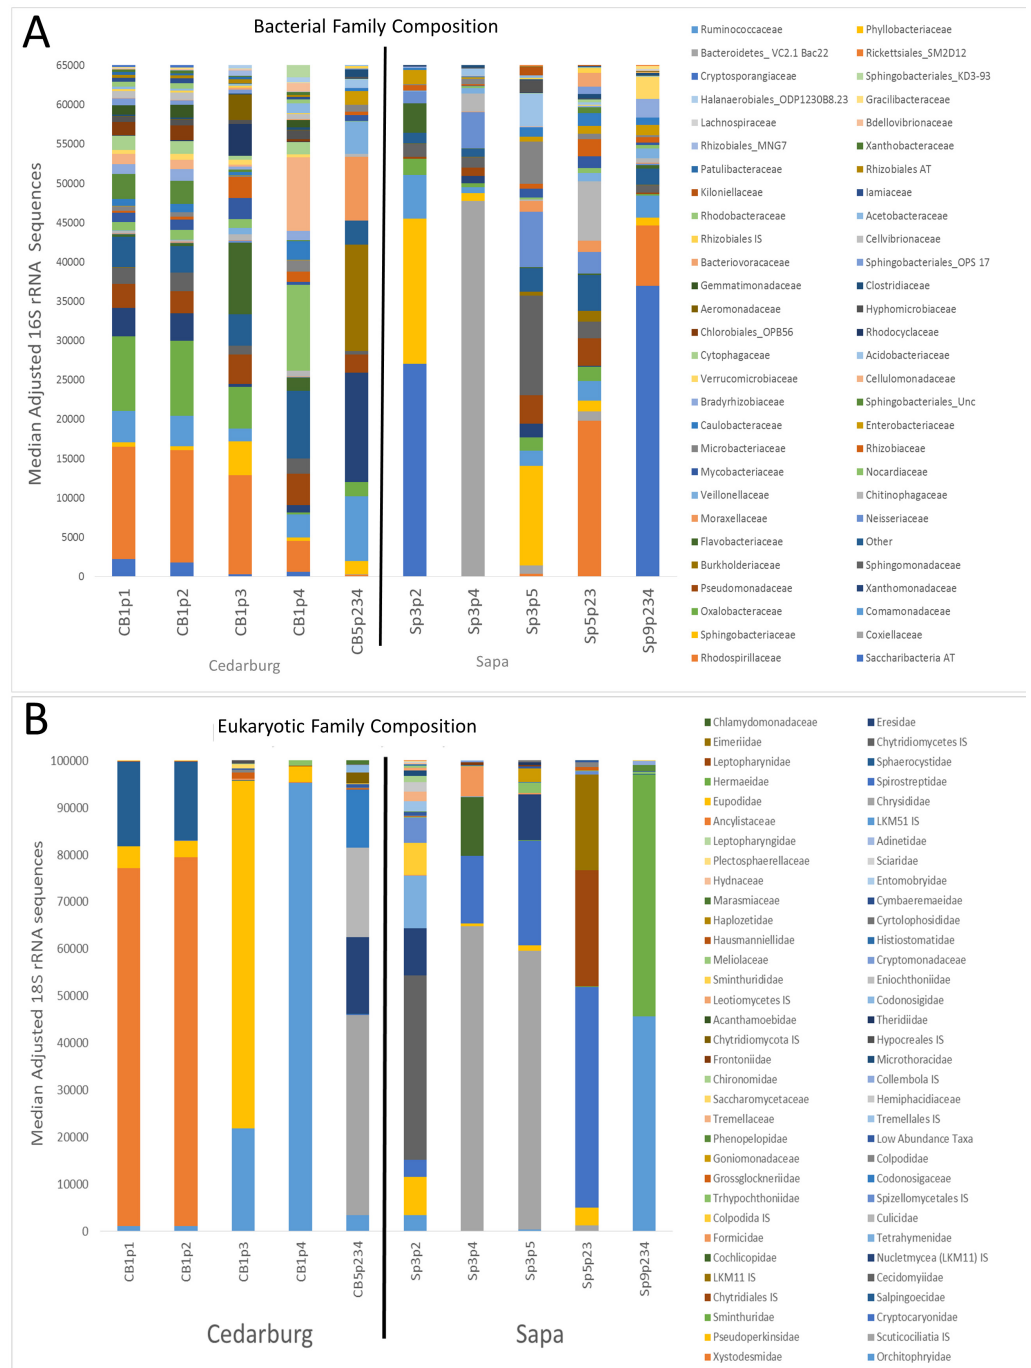 A
Bacterial Family Composition
Median Adjusted 16S rRNA Sequences
65000
60000
55000
50000
45000
40000
35000
30000
25000
20000
15000
10000
5000
0
CB1p1
CB1p2
CB1p3
CB1p4
CB5p234
Sp3p2
Sp3p4
Sp3p5
Sp5p23
Sp9p234
Cedarburg
Sapa
Ruminococcaceae
Phyllobacteriaceae
Bacteroidetes_ VC2.1 Bac22
Rickettsiales_SM2D12
Cryptosporangiaceae
Sphingobacteriales_KD3-93
Halanaerobiales_ODP1230B8.23
Gracilibacteraceae
Lachnospiraceae
Bdellovibrionaceae
Rhizobiales_MNG7
Xanthobacteraceae
Patulibacteraceae
Rhizobiales AT
Kiloniellaceae
Iamiaceae
Rhodobacteraceae
Acetobacteraceae
Rhizobiales IS
Cellvibrionaceae
Bacteriovoracaceae
Sphingobacteriales_OPS 17
Gemmatimonadaceae
Clostridiaceae
Aeromonadaceae
Hyphomicrobiaceae
Chlorobiales_OPB56
Rhodocyclaceae
Cytophagaceae
Acidobacteriaceae
Verrucomicrobiaceae
Cellulomonadaceae
Bradyrhizobiaceae
Sphingobacteriales_Unc
Caulobacteraceae
Enterobacteriaceae
Microbacteriaceae
Rhizobiaceae
Mycobacteriaceae
Nocardiaceae
Veillonellaceae
Chitinophagaceae
Moraxellaceae
Neisseriaceae
Flavobacteriaceae
Other
Burkholderiaceae
Sphingomonadaceae
Pseudomonadaceae
Xanthomonadaceae
Oxalobacteraceae
Comamonadaceae
Sphingobacteriaceae
Coxiellaceae
Rhodospirillaceae
Saccharibacteria AT
B
Eukaryotic Family Composition
Median Adjusted 18S rRNA sequences
100000
90000
80000
70000
60000
50000
40000
30000
20000
10000
0
CB1p1
CB1p2
CB1p3
CB1p4
CB5p234
Sp3p2
Sp3p4
Sp3p5
Sp5p23
Sp9p234
Cedarburg
Sapa
Chlamydomonadaceae
Eresidae
Eimeriidae
Chytridiomycetes IS
Leptopharynidae
Sphaerocystidae
Hermaeidae
Spirostreptidae
Eupodidae
Chrysididae
Ancylistaceae
LKM51 IS
Leptopharyngidae
Adinetidae
Plectosphaerellaceae
Sciaridae
Hydnaceae
Entomobryidae
Marasmiaceae
Cymbaeremaeidae
Haplozetidae
Cyrtolophosididae
Hausmanniellidae
Histiostomatidae
Meliolaceae
Cryptomonadaceae
Sminthurididae
Eniochthoniidae
Leotiomycetes IS
Codonosigidae
Acanthamoebidae
Theridiidae
Chytridiomycota IS
Hypocreales IS
Frontoniidae
Microthoracidae
Chironomidae
Collembola IS
Saccharomycetaceae
Hemiphacidiaceae
Tremellaceae
Tremellales IS
Phenopelopidae
Low Abundance Taxa
Goniomonadaceae
Colpodidae
Grossglockneriidae
Codonosigaceae
Trhypochthoniidae
Spizellomycetales IS
Colpodida IS
Culicidae
Formicidae
Tetrahymenidae
Cochlicopidae
Nucletmycea (LKM11) IS
LKM11 IS
Cecidomyiidae
Chytridiales IS
Salpingoecidae
Sminthuridae
Cryptocaryonidae
Pseudoperkinsidae
Scuticociliatia IS
Xystodesmidae
Orchitophryidae